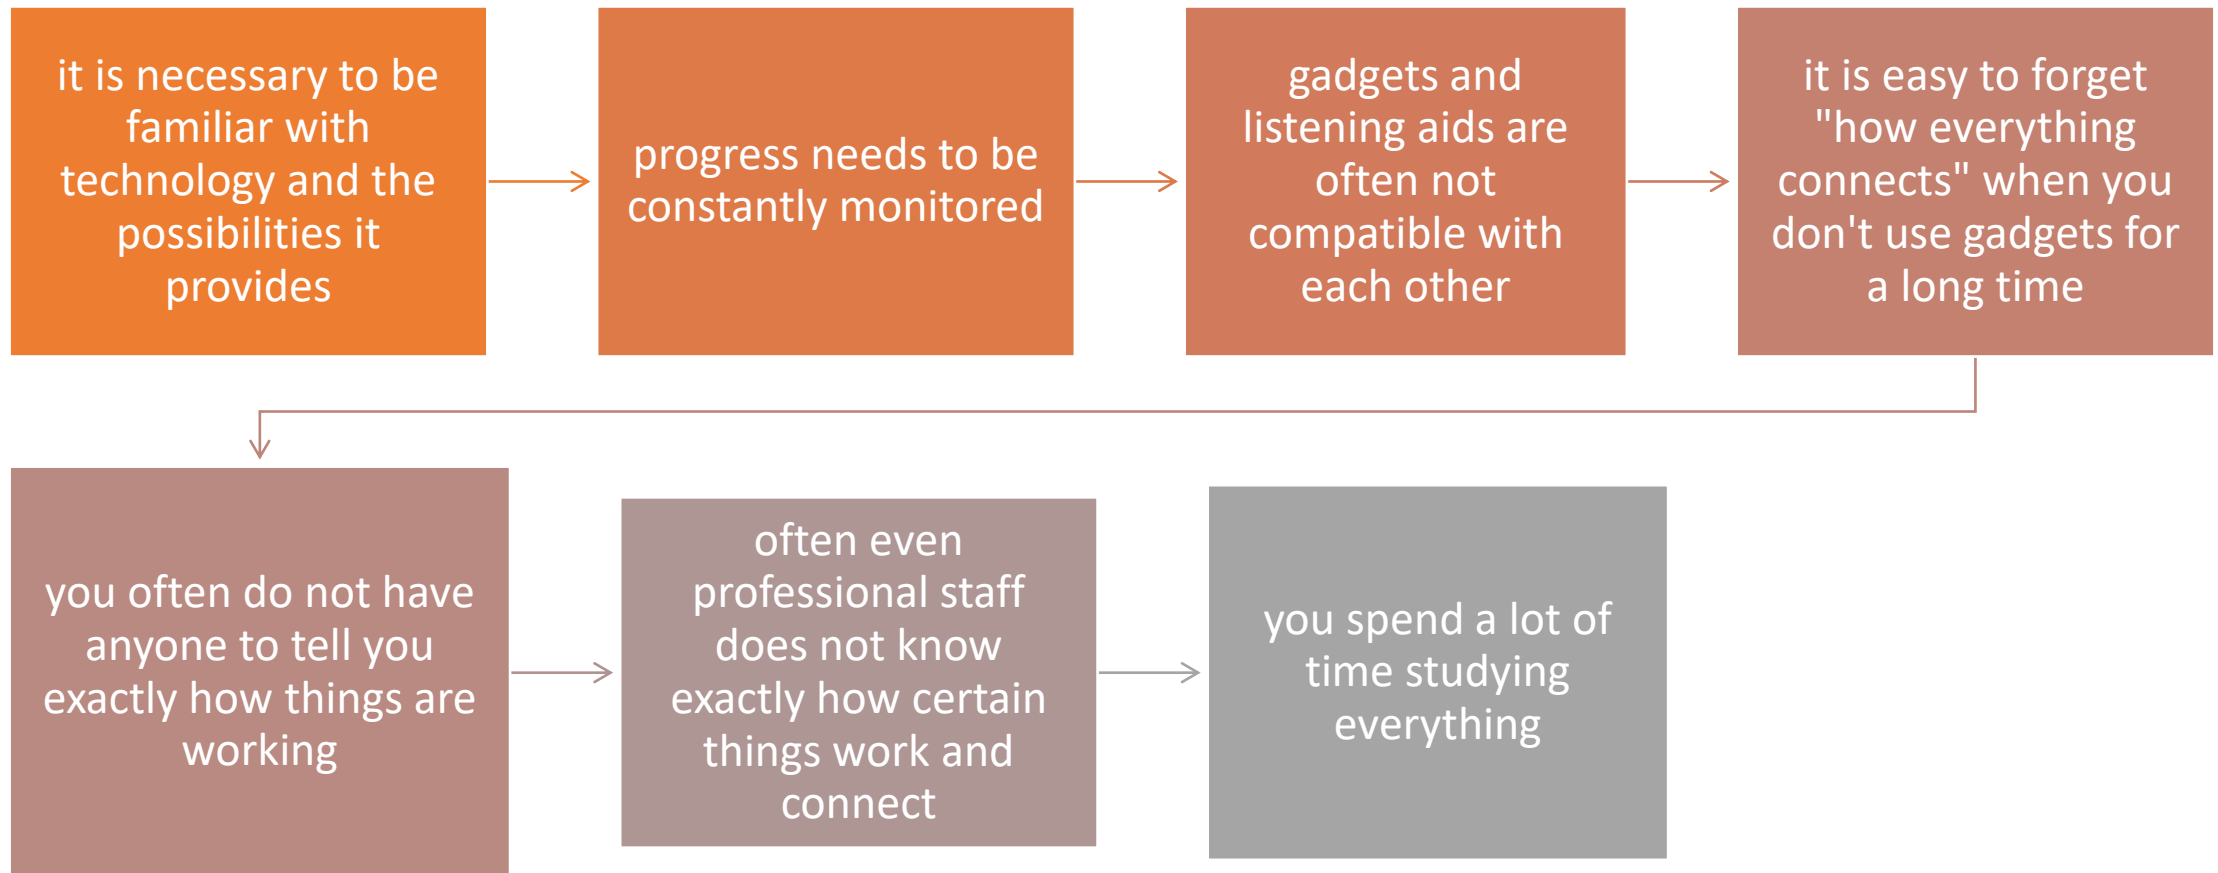 it is necessary to be
familiar with
technology and the
possibilities it
provides
progress needs to be
constantly monitored
gadgets and
listening aids are
often not
compatible with
each other
it is easy to forget
"how everything
connects" when you
don't use gadgets for
a long time
you often do not have
anyone to tell you
exactly how things are
working
often even
professional staff
does not know
exactly how certain
things work and
connect
you spend a lot of
time studying
everything